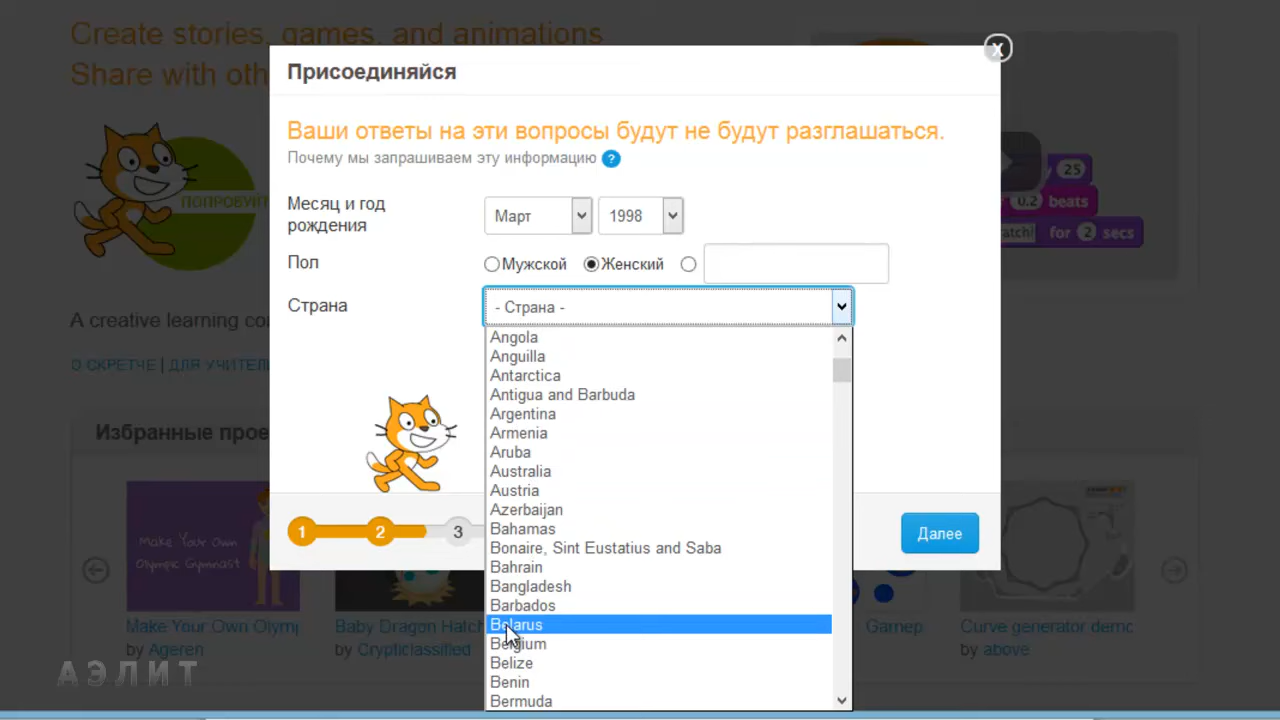 Create stories, games, and animations
Share with oth
Присоединяйся
X
Ваши ответы на эти вопросы будут не будут разглашаться.
Почему мы запрашиваем эту информацию ?
Месяц и год
рождения
Март
1998
Пол
Мужской
Женский
Страна
- Страна -
Angola
Anguilla
Antarctica
Antigua and Barbuda
Argentina
Armenia
Aruba
Australia
Austria
Azerbaijan
Bahamas
Bonaire, Sint Eustatius and Saba
Bahrain
Bangladesh
Barbados
Belarus
Belgium
Belize
Benin
Bermuda
1
2
3
Далее
ПОПРОБУЙТ
25
0.2 beats
atch! for 2 secs
A creative learning co
О СКРЕТЧЕ | ДЛЯ УЧИТЕЛ
Избранные прое
Make Your Own
Olympic Gymnast
Make Your Own Olymp
by Ageren
Baby Dragon Hatch
by Crypticclassified
Garnep
Curve generator demo
by above
АЭЛИТ